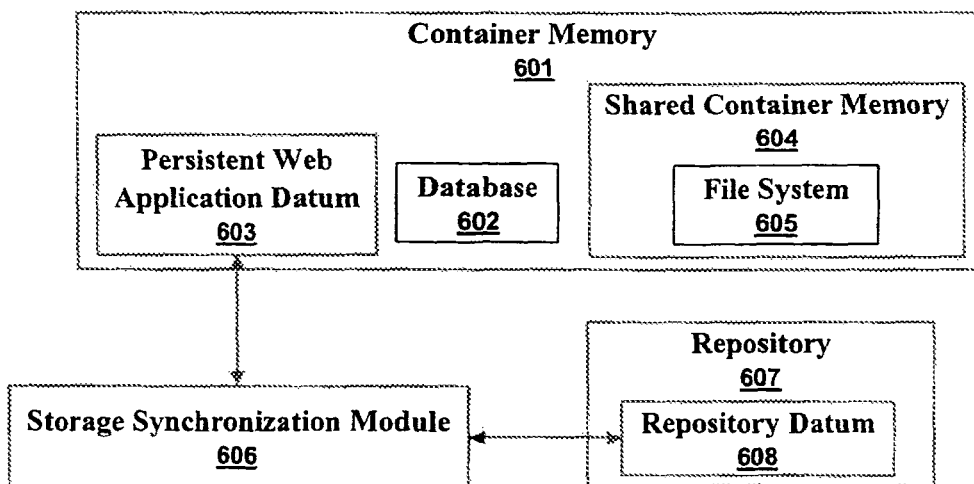 Container Memory
601
Shared Container Memory
604
Persistent Web
Application Datum
603
Database
602
File System
605
Repository
607
Storage Synchronization Module
606
Repository Datum
608